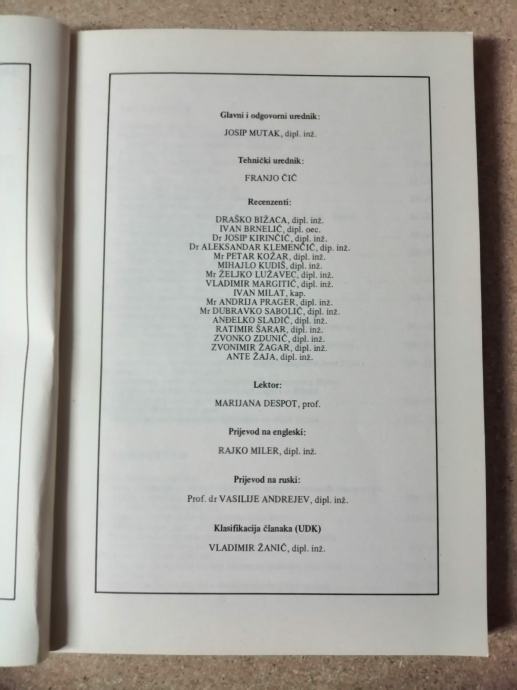 Glavni i odgovorni urednik:
JOSIP MUTAK, dipl. inž.
Tehnički urednik:
FRANJO ČIČ
Recenzenti:
DRAŠKO BIŽACA, dipl. inž.
IVAN BRNELIĆ, dipl. oec.
Dr JOSIP KIRINČIĆ, dipl. inž.
Dr ALEKSANDAR KLEMENČIĆ, dip. inž.
Mr PETAR KOŽAR, dipl. inž.
MIHAJLO KUDIŠ, dipl. inž.
Mr ŽELJKO LUŽAVEC, dipl. inž.
VLADIMIR MARGITIĆ, dipl. inž.
IVAN MILAT, kap.
Mr ANDRIJA PRAGER, dipl. inž.
Mr DUBRAVKO SABOLIĆ, dipl. inž.
ANĐELKO SLADIĆ, dipl. inž.
RATIMIR ŠARAR, dipl. inž.
ZVONKO ZDUNIĆ, dipl. inž.
ZVONIMIR ŽAGAR, dipl. inž.
ANTE ŽAJA, dipl. inž.
Lektor:
MARIJANA DESPOT, prof.
Prijevod na engleski:
RAJKO MILER, dipl. inž.
Prijevod na ruski:
Prof. dr VASILIJE ANDREJEV, dipl. inž.
Klasifikacija članaka (UDK)
VLADIMIR ŽANIĆ, dipl. inž.